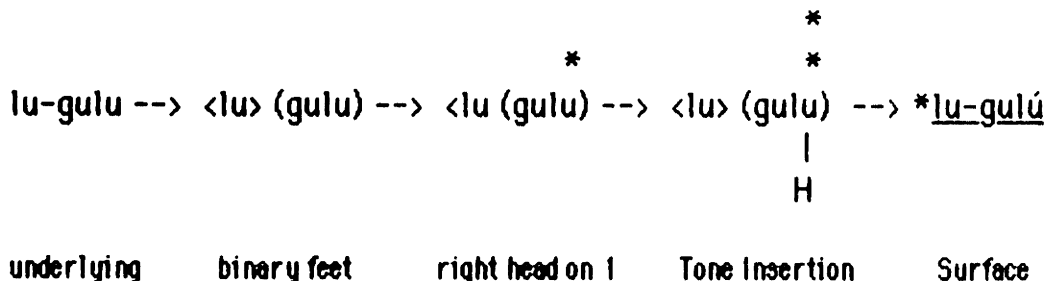 *
* *
lu-gulu --> <lu> (gulu) --> <lu (gulu) --> <lu> (gulu) --> *lu-gulú
|
H
underlying binary feet right head on 1 Tone Insertion Surface